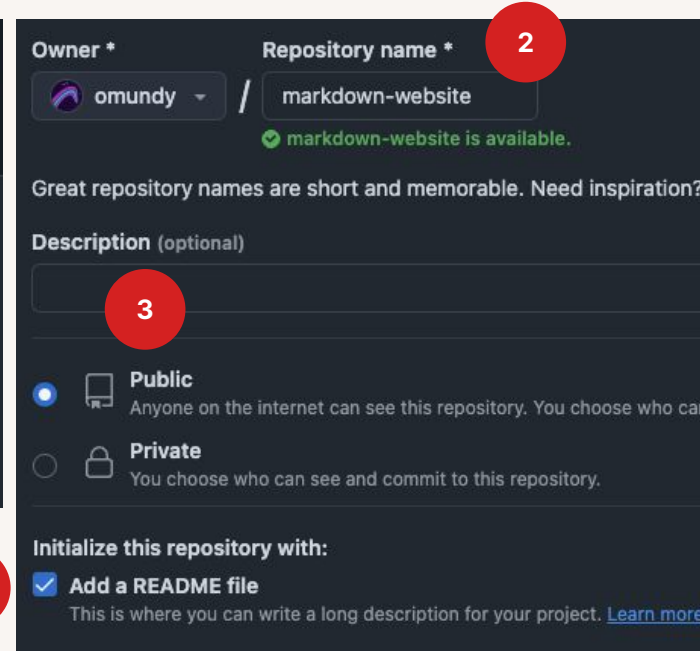 Owner * Repository name * 2
omundy / markdown-website
markdown-website is available.
Great repository names are short and memorable. Need inspiration?
Description (optional)
3
Public
Anyone on the internet can see this repository. You choose who
Private
You choose who can see and commit to this repository.
Initialize this repository with:
Add a README file
This is where you can write a long description for your project. Learn more